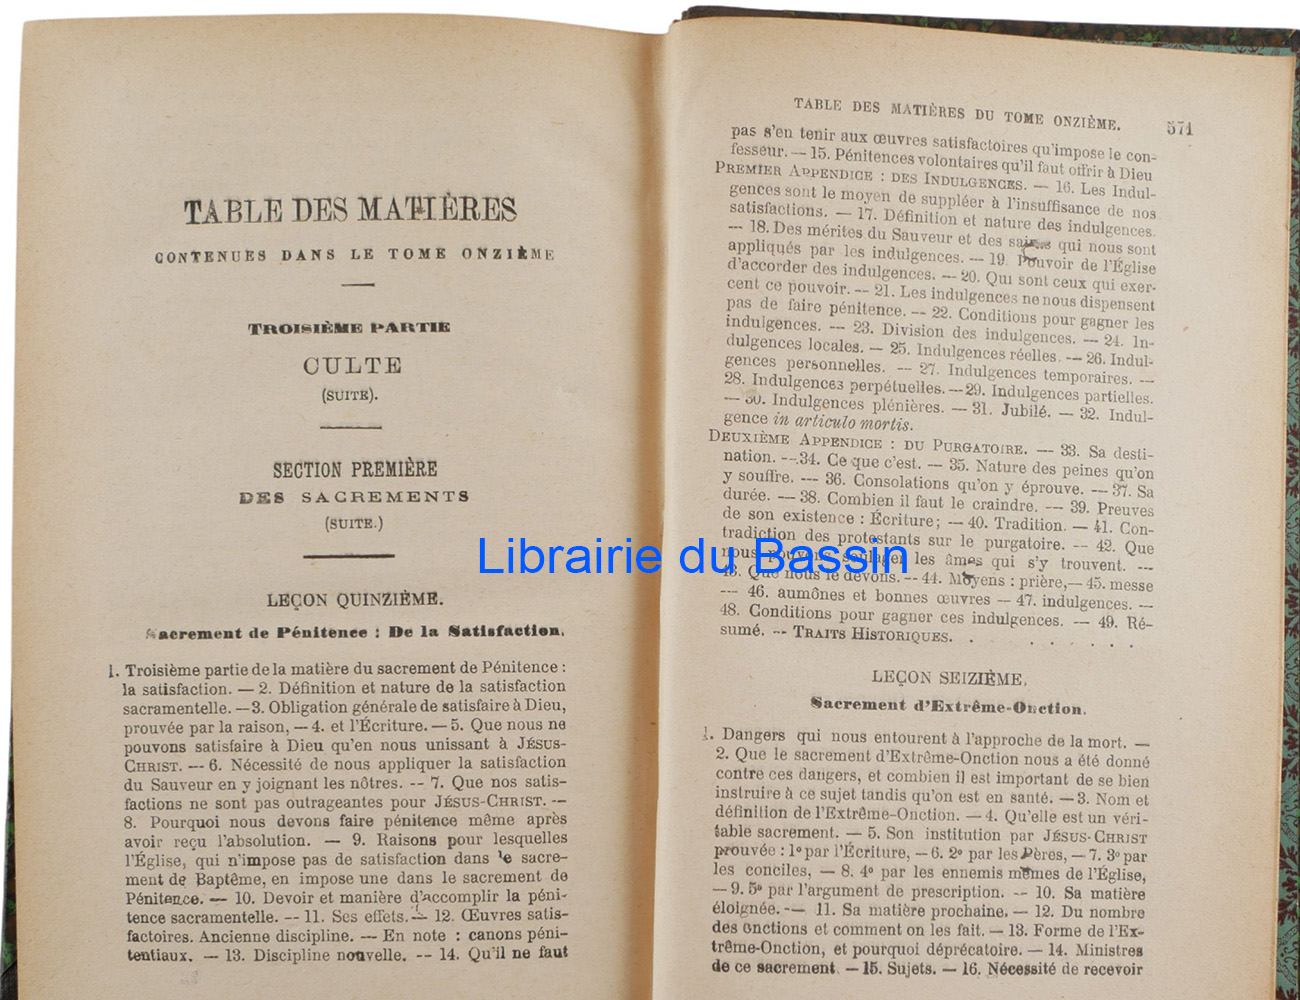 TABLE DES MATIÈRES
CONTENUES DANS LE TOME ONZIÈME
TROISIÈME PARTIE
CULTE
(SUITE).
SECTION PREMIÈRE
DES SACREMENTS
(SUITE.)
LEÇON QUINZIÈME.
Sacrement de Pénitence : De la Satisfaction.
1. Troisième partie de la matière du sacrement de Pénitence :
la satisfaction. — 2. Définition et nature de la satisfaction
sacramentelle. — 3. Obligation générale de satisfaire à Dieu,
prouvée par la raison, — 4. et l'Écriture. — 5. Que nous ne
pouvons satisfaire à Dieu qu'en nous unissant à JÉSUS-
CHRIST. — 6. Nécessité de nous appliquer la satisfaction
du Sauveur en y joignant les nôtres. — 7. Que nos satis-
factions ne sont pas outrageantes pour JÉSUS-CHRIST. —
8. Pourquoi nous devons faire pénitence même après
avoir reçu l'absolution. — 9. Raisons pour lesquelles
l'Église, qui n'impose pas de satisfaction dans le sacre-
ment de Baptême, en impose une dans le sacrement de
Pénitence. — 10. Devoir et manière d'accomplir la péni-
tence sacramentelle. -- 11. Ses effets. — 12. Œuvres satis-
factoires. Ancienne discipline. — En note : canons péni-
tentiaux. — 13. Discipline nouvelle. -- 14. Qu'il ne faut
TABLE DES MATIÈRES DU TOME ONZIÈME. 571
pas s'en tenir aux œuvres satisfactoires qu'impose le con-
fesseur. — 15. Pénitences volontaires qu'il faut offrir à Dieu
PREMIER APPENDICE : DES INDULGENCES. — 16. Les Indul-
gences sont le moyen de suppléer à l'insuffisance de nos
satisfactions. — 17. Définition et nature des indulgences.
— 18. Des mérites du Sauveur et des saints qui nous sont
appliqués par les indulgences. — 19. Pouvoir de l'Église
d'accorder des indulgences. — 20. Qui sont ceux qui exer-
cent ce pouvoir. — 21. Les indulgences ne nous dispensent
pas de faire pénitence. — 22. Conditions pour gagner les
indulgences. — 23. Division des indulgences. — 24. In-
dulgences locales. — 25. Indulgences réelles. — 26. Indul-
gences personnelles. — 27. Indulgences temporaires. —
28. Indulgences perpétuelles. — 29. Indulgences partielles.
— 30. Indulgences plénières. — 31. Jubilé. — 32. Indul-
gence in articulo mortis.
DEUXIÈME APPENDICE : DU PURGATOIRE. — 33. Sa desti-
nation. --.34. Ce que c'est. — 35. Nature des peines qu'on
y souffre. — 36. Consolations qu'on y éprouve. — 37. Sa
durée. — 38. Combien il faut le craindre. — 39. Preuves
de son existence : Écriture; — 40. Tradition. — 41. Con-
tradiction des protestants sur le purgatoire. -- 42. Que
nous pouvons soulager les âmes qui s'y trouvent. —
43. Que nous le devons. -- 44. Moyens : prière, — 45. messe
— 46. aumônes et bonnes œuvres — 47. indulgences. —
48. Conditions pour gagner ces indulgences. — 49. Ré-
sumé. -- TRAITS HISTORIQUES. . . . . . . .
LEÇON SEIZIÈME.
Sacrement d'Extrême-Onction.
1. Dangers qui nous entourent à l'approche de la mort. —
2. Que le sacrement d'Extrême-Onction nous a été donné
contre ces dangers, et combien il est important de se bien
instruire à ce sujet tandis qu'on est en santé. — 3. Nom et
définition de l'Extrême-Onction. — 4. Qu'elle est un véri-
table sacrement. — 5. Son institution par JÉSUS-CHRIST
prouvée : 1º par l'Écriture, — 6. 2º par les Pères, — 7. 3º par
les conciles, — 8. 4º par les ennemis mêmes de l'Église,
— 9. 5º par l'argument de prescription. -- 10. Sa matière
éloignée. -— 11. Sa matière prochaine. — 12. Du nombre
des onctions et comment on les fait. — 13. Forme de l'Ex-
trême-Onction, et pourquoi déprécatoire. — 14. Ministres
de ce sacrement — 15. Sujets. — 16. Nécessité de recevoir
Librairie du Bassin